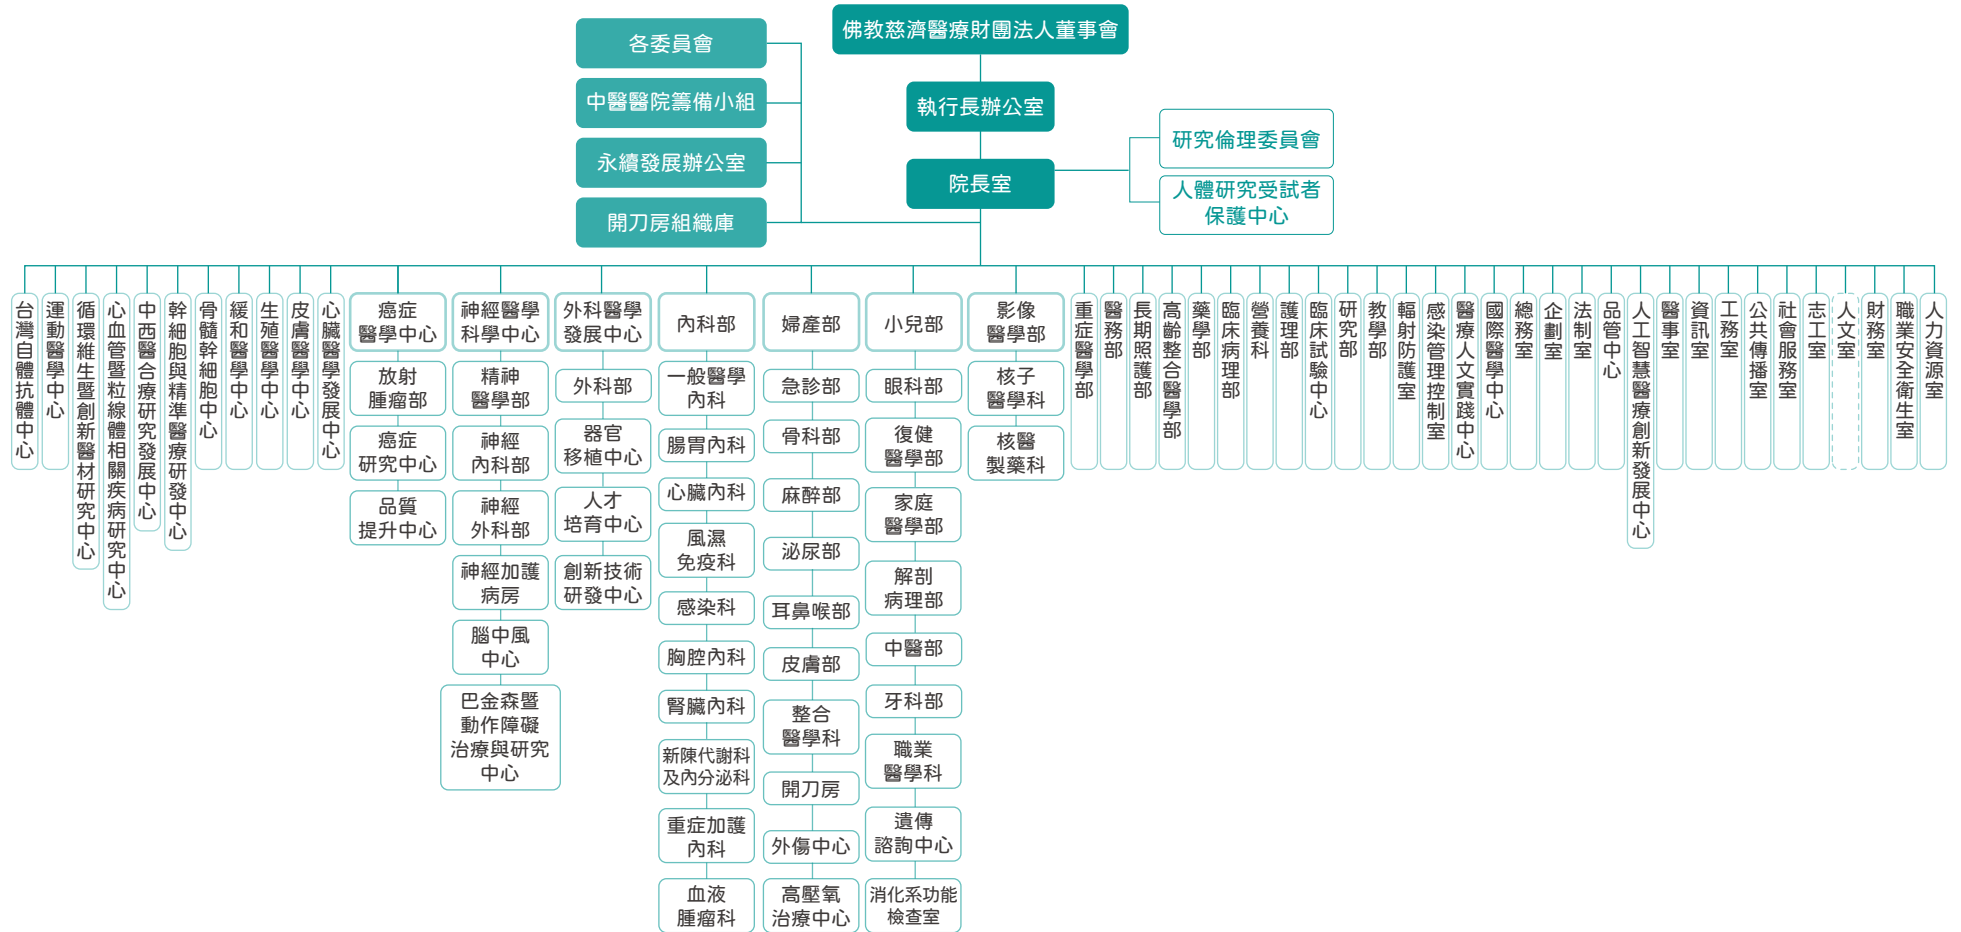 佛教慈濟醫療財團法人董事會
執行長辦公室
院長室
各委員會
中醫醫院籌備小組
永續發展辦公室
開刀房組織庫
研究倫理委員會
人體研究受試者
保護中心
台灣自體抗體中心
運動醫學中心
循環維生暨創新醫材研究中心
心血管暨粒線體相關疾病研究中心
中西醫合療研究發展中心
幹細胞與精準醫療研發中心
骨髓幹細胞中心
緩和醫學中心
生殖醫學中心
皮膚醫學中心
心臟醫學發展中心
癌症
醫學中心
放射
腫瘤部
癌症
研究中心
品質
提升中心
神經醫學
科學中心
精神
醫學部
神經
內科部
神經
外科部
神經加護
病房
腦中風
中心
巴金森暨
動作障礙
治療與研究
中心
外科醫學
發展中心
外科部
器官
移植中心
人才
培育中心
創新技術
研發中心
內科部
一般醫學
內科
腸胃內科
心臟內科
風濕
免疫科
感染科
胸腔內科
腎臟內科
新陳代謝科
及內分泌科
重症加護
內科
血液
腫瘤科
婦產部
急診部
骨科部
麻醉部
泌尿部
耳鼻喉部
皮膚部
整合
醫學科
開刀房
外傷中心
高壓氧
治療中心
小兒部
眼科部
復健
醫學部
家庭
醫學部
解剖
病理部
中醫部
牙科部
職業
醫學科
遺傳
諮詢中心
消化系功能
檢查室
影像
醫學部
核子
醫學科
核醫
製藥科
重症醫學部
醫務部
長期照護部
高齡整合醫學部
藥學部
臨床病理部
營養科
護理部
臨床試驗中心
研究部
教學部
輻射防護室
感染管理控制室
醫療人文實踐中心
國際醫學中心
總務室
企劃室
法制室
品管中心
人工智慧醫療創新發展中心
醫事室
資訊室
工務室
公共傳播室
社會服務室
志工室
人文室
財務室
職業安全衛生室
人力資源室